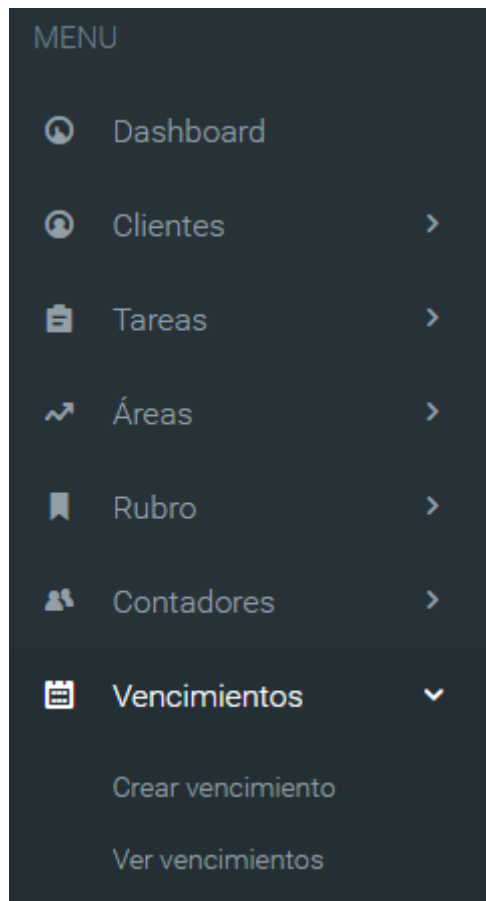 MENU
Dashboard
Clientes
Tareas
Áreas
Rubro
Contadores
Vencimientos
Crear vencimiento
Ver vencimientos